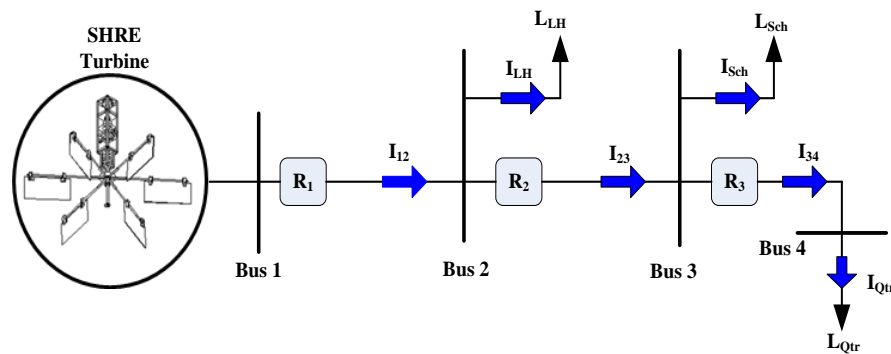 SHRE
Turbine
L_LH
L_Sch
I_LH
I_Sch
I_12
I_23
I_34
R_1
R_2
R_3
Bus 1
Bus 2
Bus 3
Bus 4
I_Qtr
L_Qtr